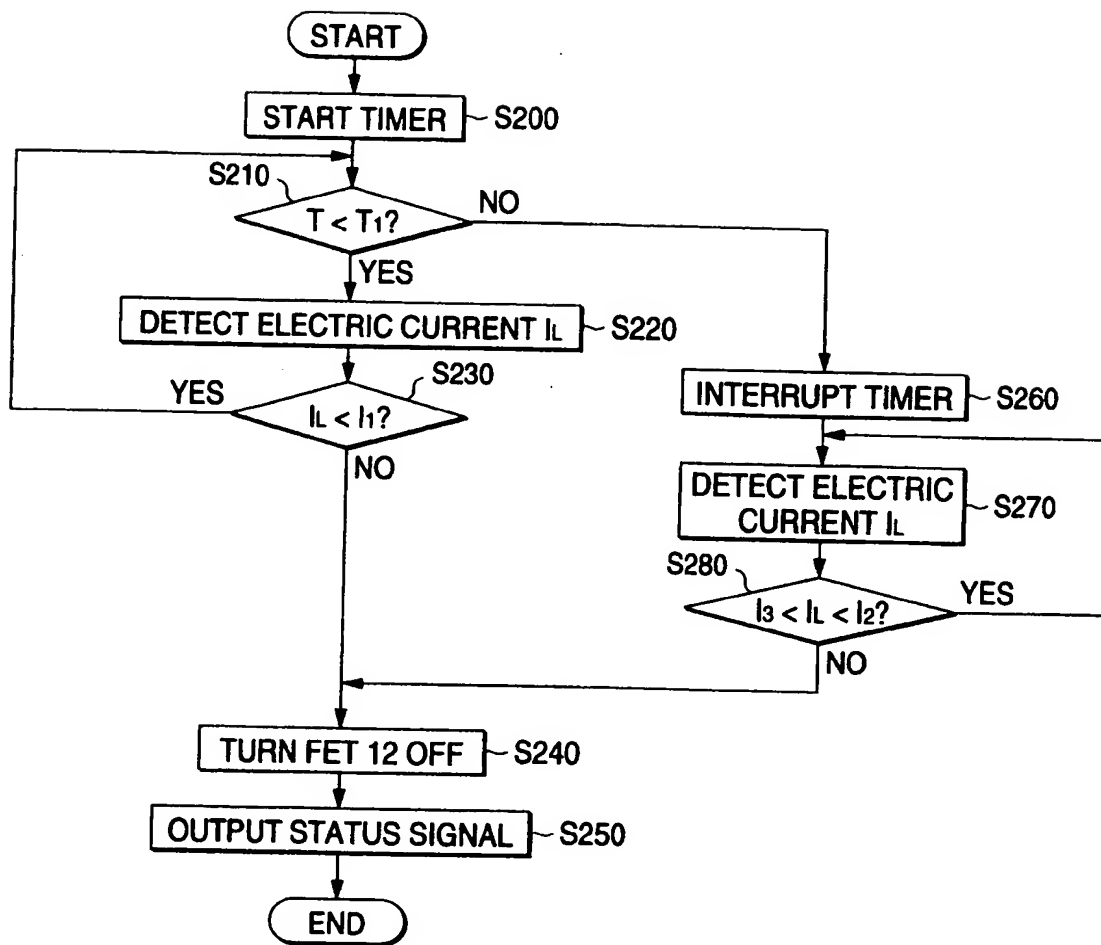 START
START TIMER
S200
S210
T < T1?
NO
YES
DETECT ELECTRIC CURRENT IL
S220
S230
YES
IL < I1?
NO
INTERRUPT TIMER
S260
DETECT ELECTRIC
CURRENT IL
S270
S280
I3 < IL < I2?
YES
NO
TURN FET 12 OFF
S240
OUTPUT STATUS SIGNAL
S250
END